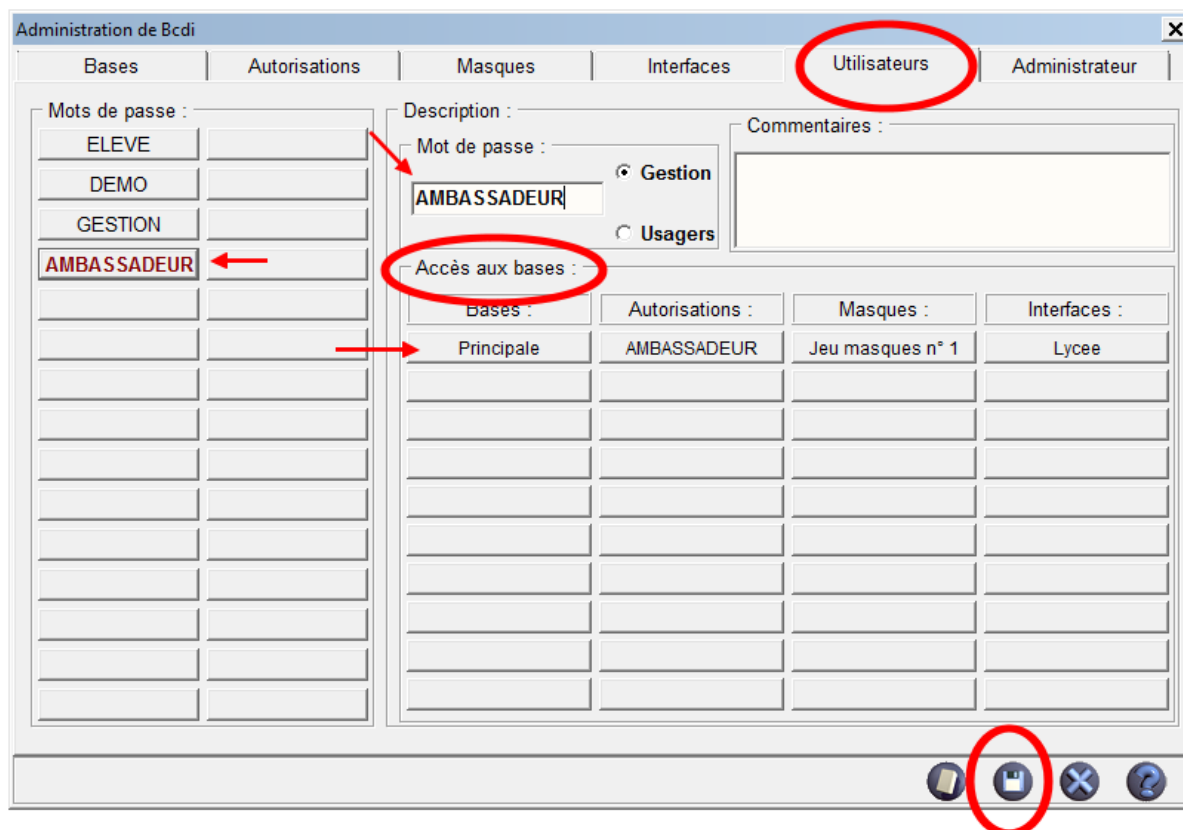 Administration de Bcdi
Bases Autorisations Masques Interfaces Utilisateurs Administrateur
Mots de passe :
ELEVE
DEMO
GESTION
AMBASSADEUR
Description :
Mot de passe :
AMBASSADEUR
Gestion
Usagers
Commentaires :
Accès aux bases :
Bases : Autorisations : Masques : Interfaces :
Principale AMBASSADEUR Jeu masques n° 1 Lycee